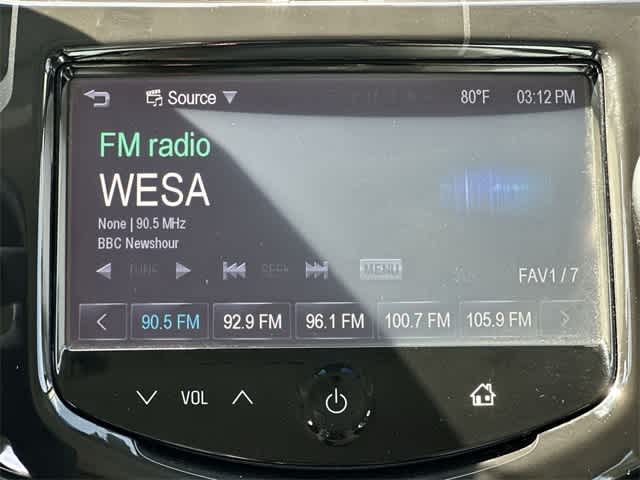 Source 80°F 03:12 PM
FM radio
WESA
None | 90.5 MHz
BBC Newshour
TUNE SEEK MENU FAV1 / 7
90.5 FM 92.9 FM 96.1 FM 100.7 FM 105.9 FM
VOL